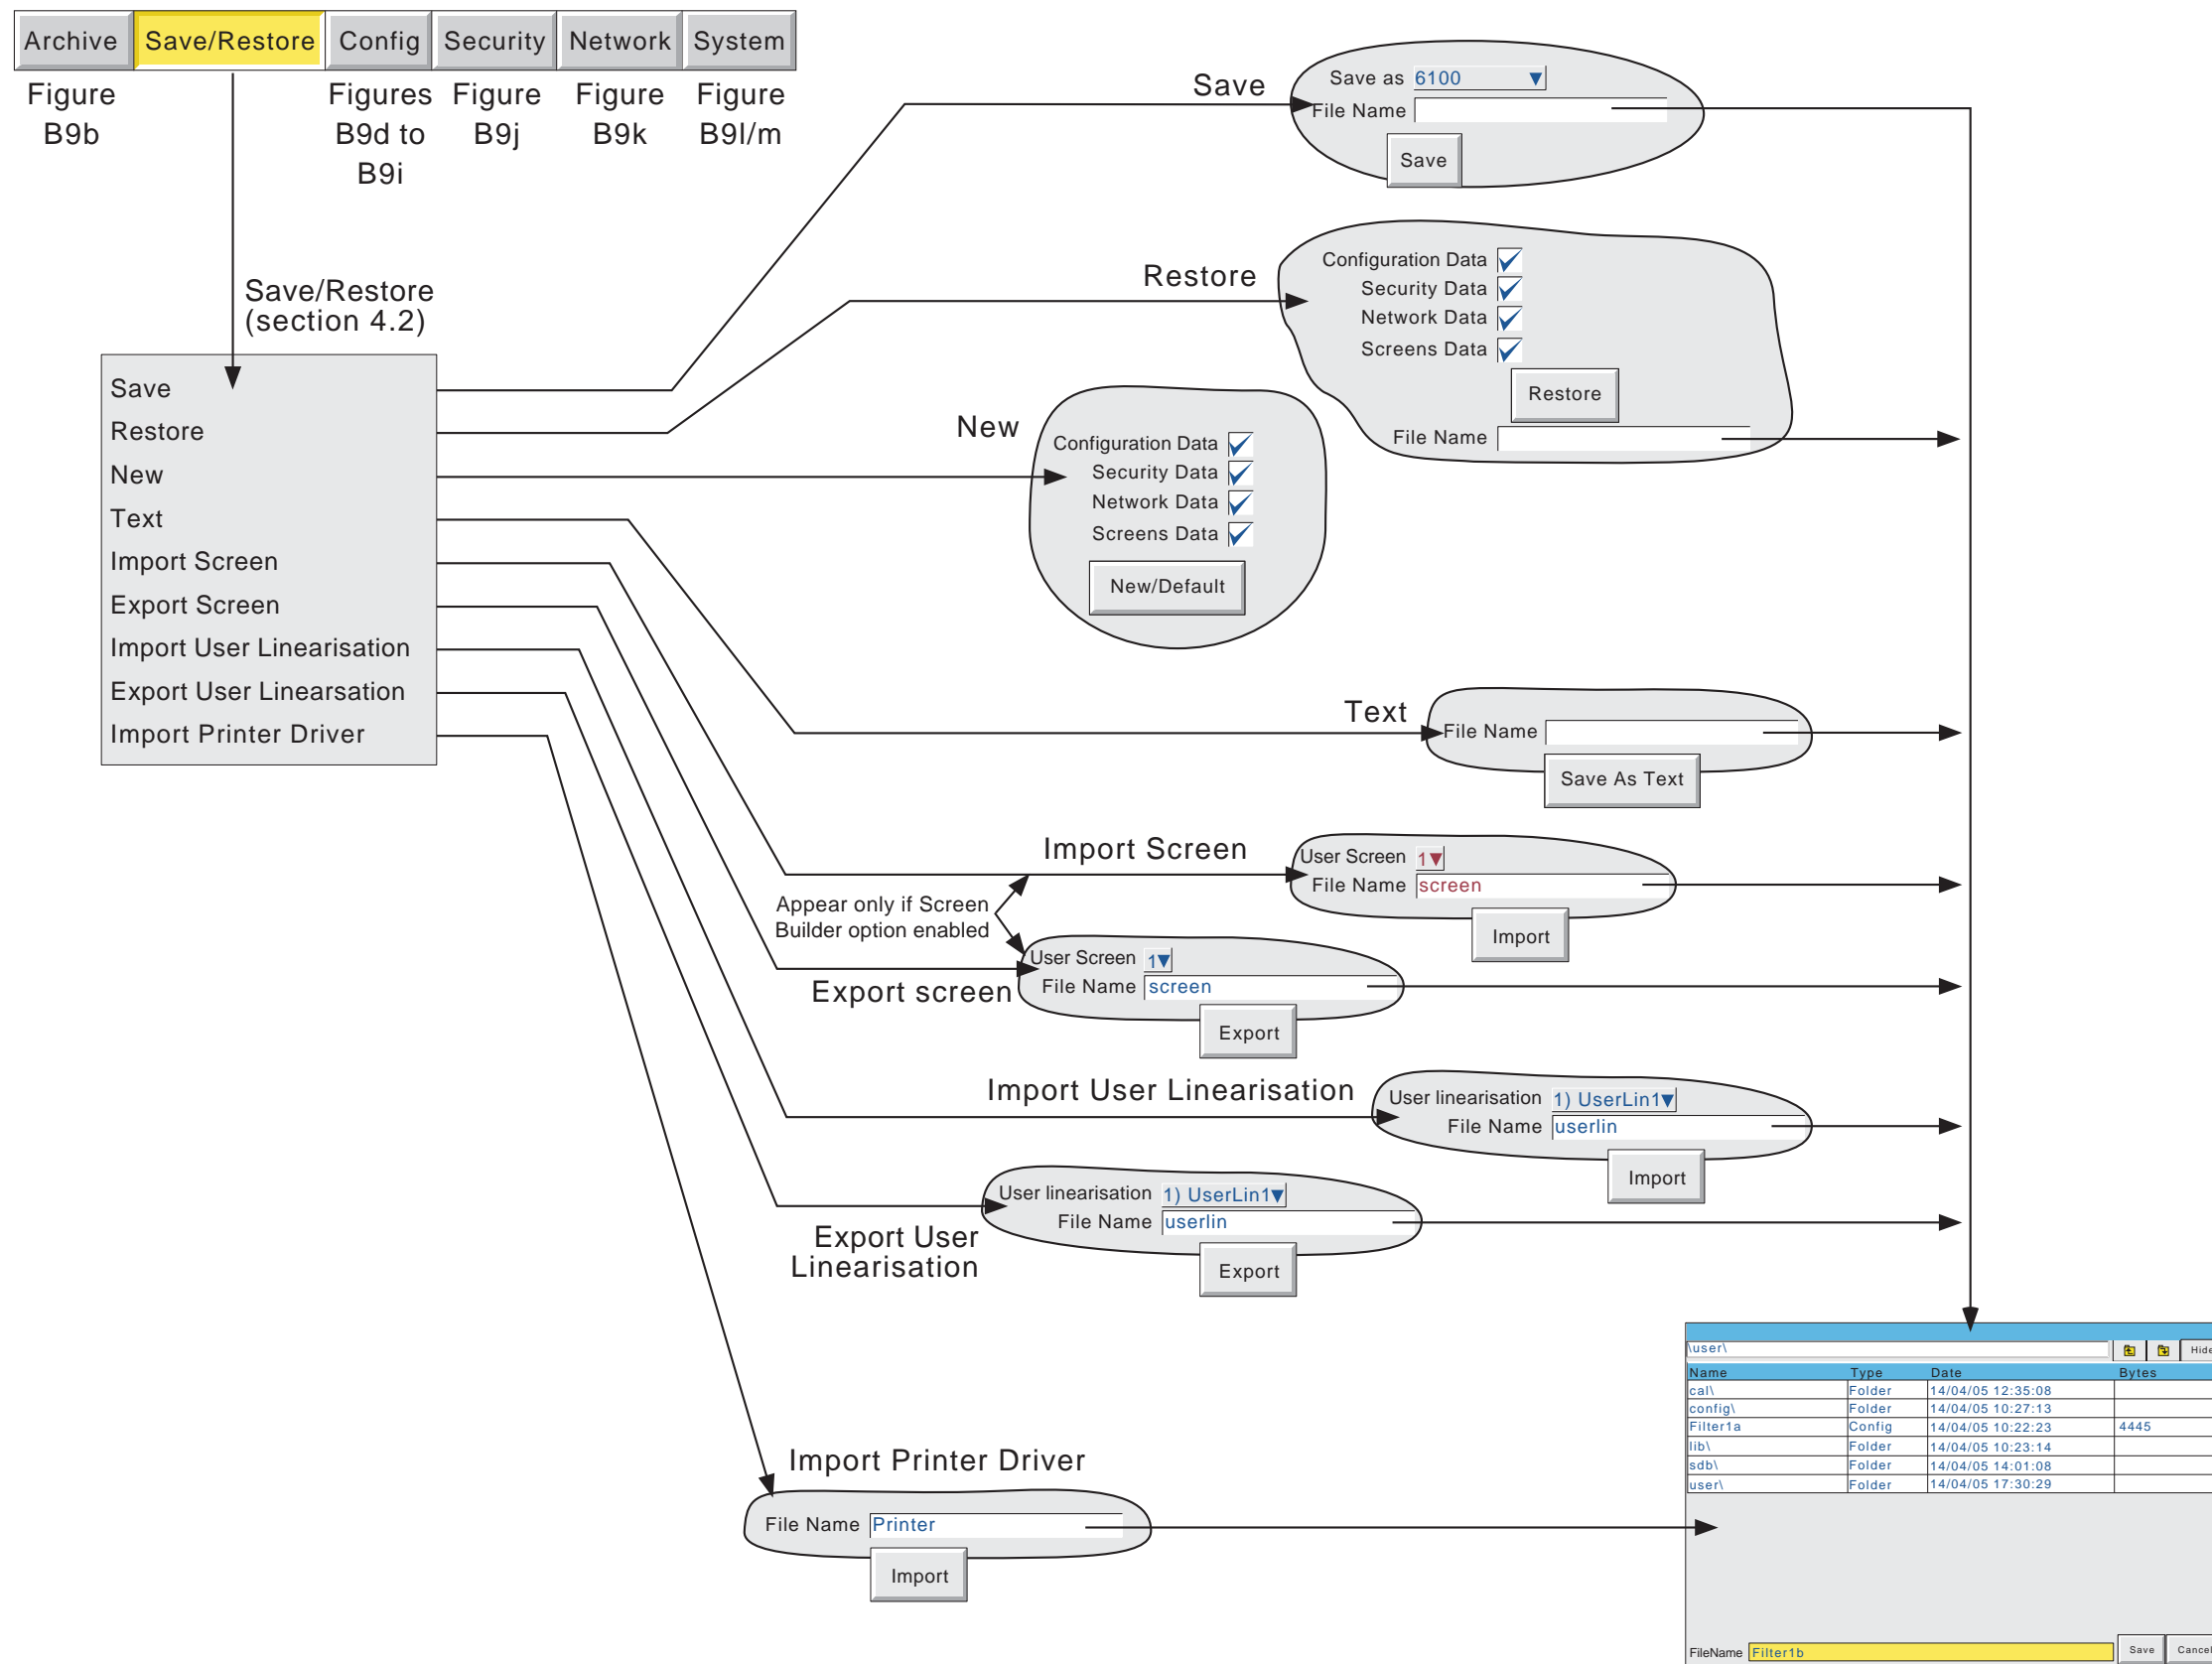 Archive
Save/Restore
Config
Security
Network
System
Figure
B9b
Figures
B9d to
B9i
Figure
B9j
Figure
B9k
Figure
B9l/m
Save/Restore
(section 4.2)
Save
Restore
New
Text
Import Screen
Export Screen
Import User Linearisation
Export User Linearsation
Import Printer Driver
Save
Save as 6100
File Name
Save
Restore
Configuration Data
Security Data
Network Data
Screens Data
Restore
File Name
New
Configuration Data
Security Data
Network Data
Screens Data
New/Default
Text
File Name
Save As Text
Import Screen
User Screen 1
File Name screen
Import
Appear only if Screen
Builder option enabled
Export screen
User Screen 1
File Name screen
Export
Import User Linearisation
User linearisation 1) UserLin1
File Name userlin
Import
Export User
Linearisation
User linearisation 1) UserLin1
File Name userlin
Export
Import Printer Driver
File Name Printer
Import
\user\ Hide
Name Type Date Bytes
cal\ Folder 14/04/05 12:35:08
config\ Folder 14/04/05 10:27:13
Filter1a Config 14/04/05 10:22:23 4445
lib\ Folder 14/04/05 10:23:14
sdb\ Folder 14/04/05 14:01:08
user\ Folder 14/04/05 17:30:29
FileName Filter1b Save Cancel